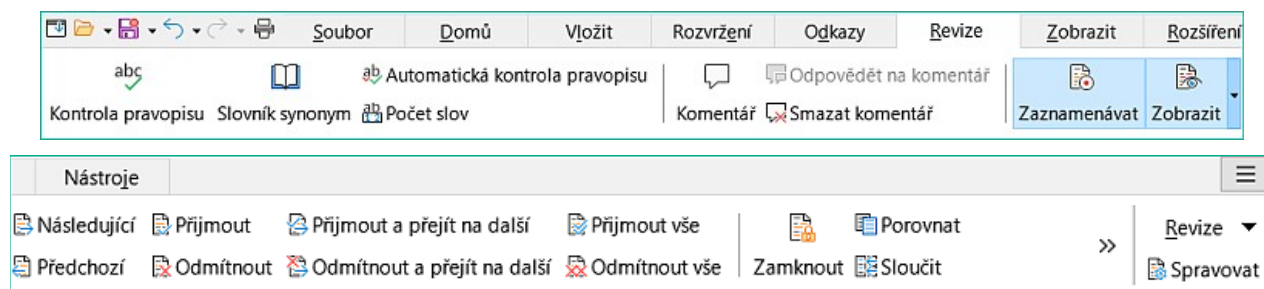 Soubor Domů Vložit Rozvržení Odkazy Revize Zobrazit Rozšíření
abç Automatická kontrola pravopisu Odpovědět na komentář
Kontrola pravopisu Slovník synonym Počet slov Komentář Smazat komentář Zaznamenávat Zobrazit
Nástroje
Následující Přijmout Přijmout a přejít na další Přijmout vše Porovnat Revize
Předchozí Odmítnout Odmítnout a přejít na další Odmítnout vše Zamknout Sloučit Spravovat